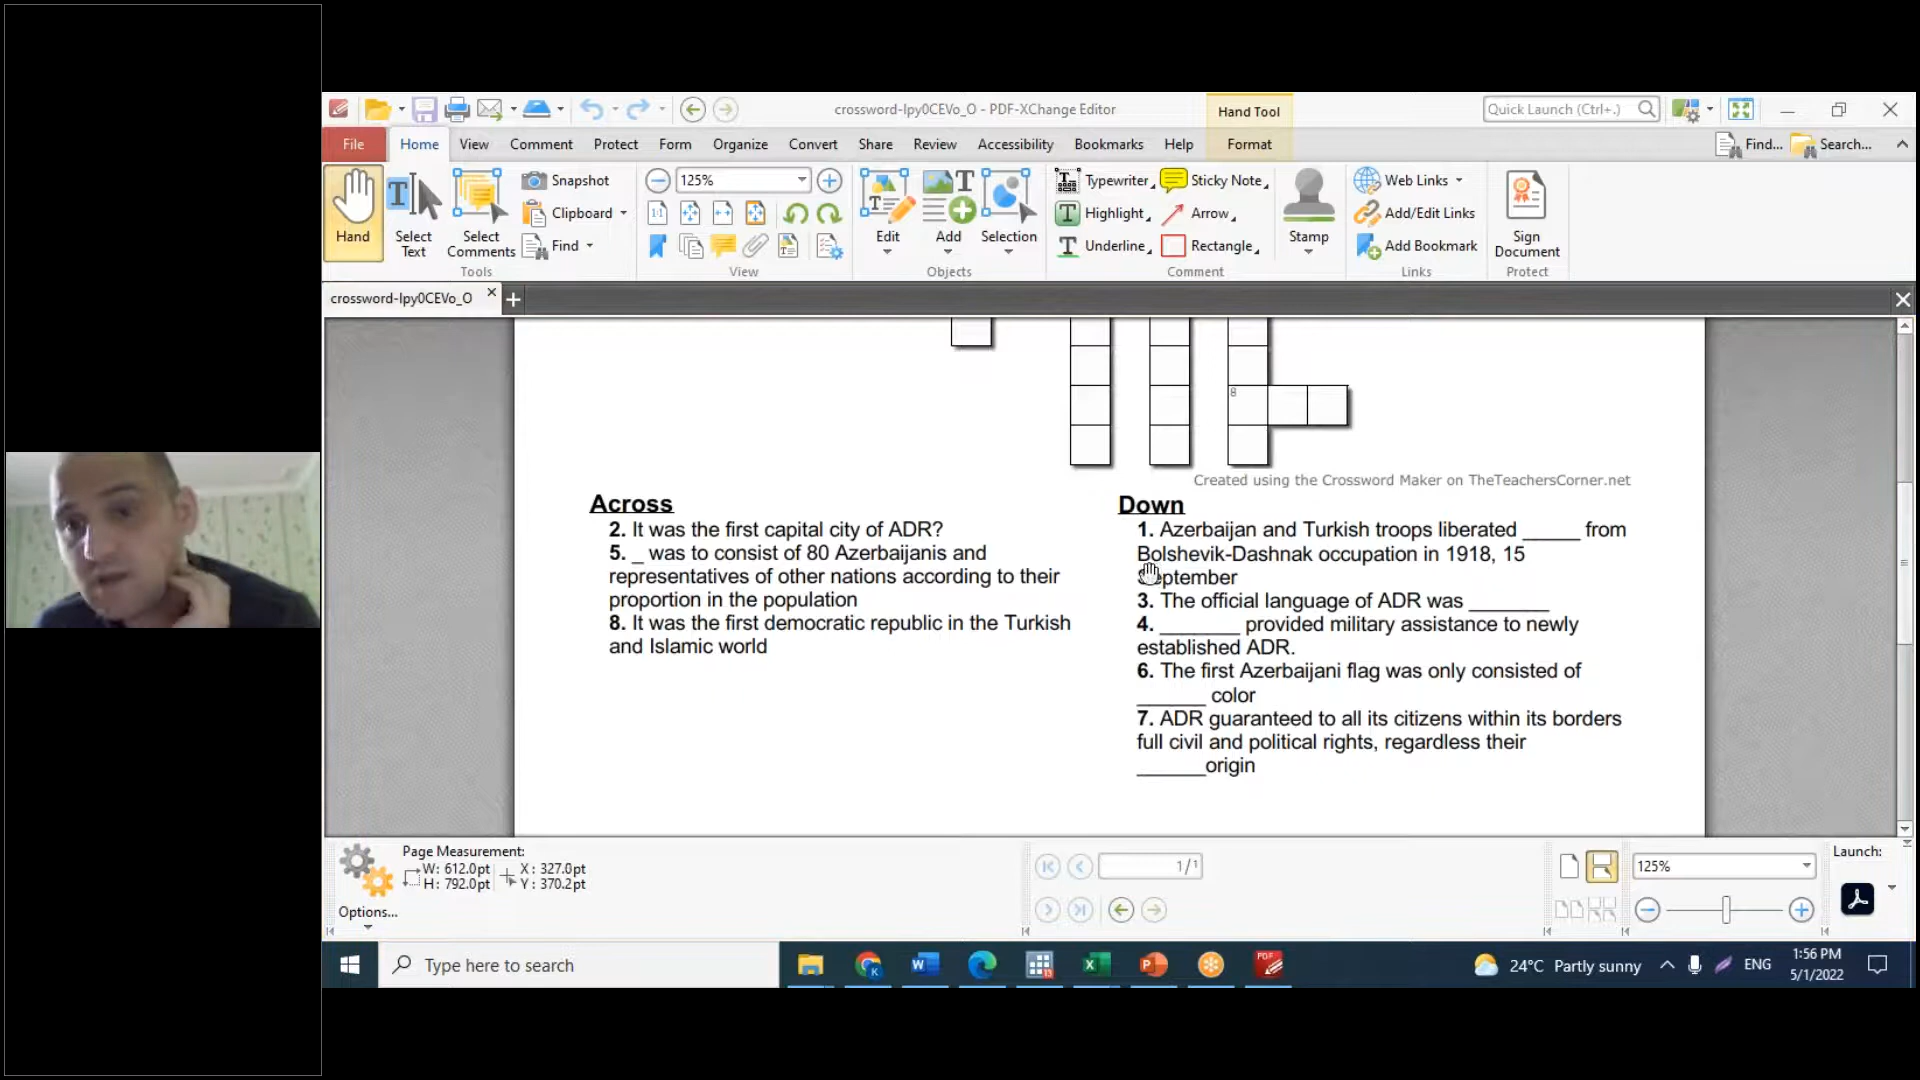 crossword-Ipy0CEVo_O - PDF-XChange Editor
Hand Tool
Quick Launch (Ctrl+.)
File
Home
View
Comment
Protect
Form
Organize
Convert
Share
Review
Accessibility
Bookmarks
Help
Format
Find...
Search...
Hand
Select Text
Select Comments
Snapshot
Clipboard
Find
Tools
125%
View
Edit
Add
Selection
Objects
Typewriter
Highlight
Underline
Sticky Note
Arrow
Rectangle
Stamp
Comment
Web Links
Add/Edit Links
Add Bookmark
Links
Sign Document
Protect
crossword-Ipy0CEVo_O
8
Created using the Crossword Maker on TheTeachersCorner.net
Across
2. It was the first capital city of ADR?
5. _ was to consist of 80 Azerbaijanis and
representatives of other nations according to their
proportion in the population
8. It was the first democratic republic in the Turkish
and Islamic world
Down
1. Azerbaijan and Turkish troops liberated _____ from
Bolshevik-Dashnak occupation in 1918, 15
September
3. The official language of ADR was _______
4. _______ provided military assistance to newly
established ADR.
6. The first Azerbaijani flag was only consisted of
______ color
7. ADR guaranteed to all its citizens within its borders
full civil and political rights, regardless their
______origin
Options...
Page Measurement:
W: 612.0pt
H: 792.0pt
X: 327.0pt
Y: 370.2pt
1/1
125%
Launch:
Type here to search
24°C Partly sunny
ENG
1:56 PM
5/1/2022